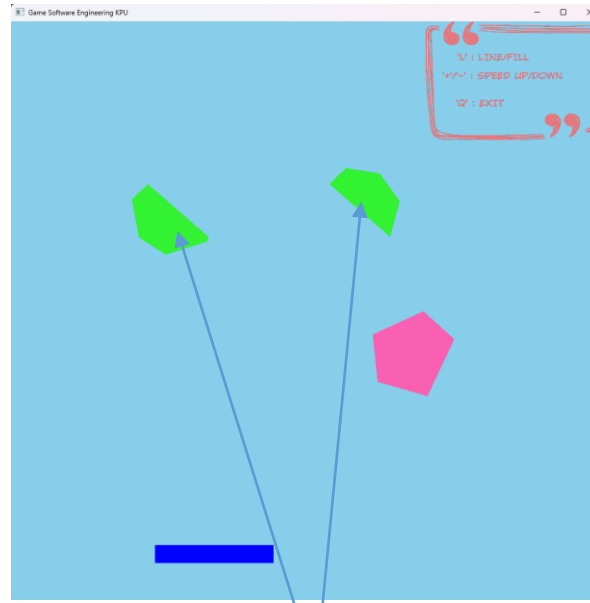 Game Software Engineering KPU
'L' : LINE/FILL
'+'/'-' : SPEED UP/DOWN
'Q' : EXIT